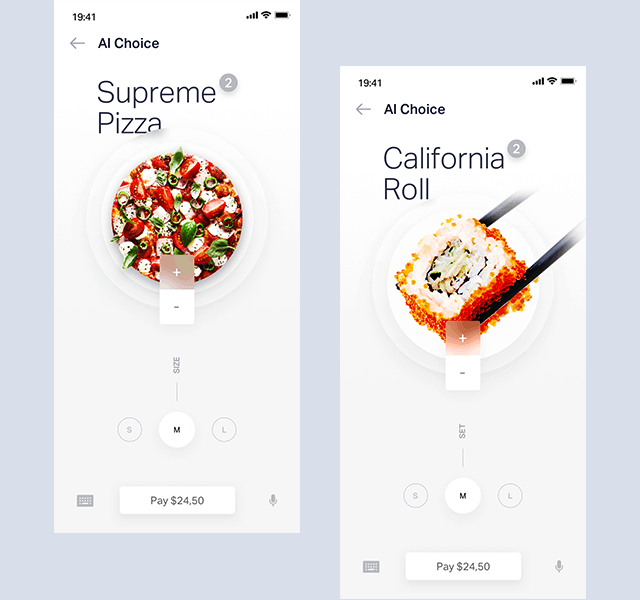 19:41
AI Choice
Supreme
Pizza
2
+
-
SIZE
S
M
L
Pay $24,50
19:41
AI Choice
California
Roll
2
+
-
SET
S
M
L
Pay $24,50